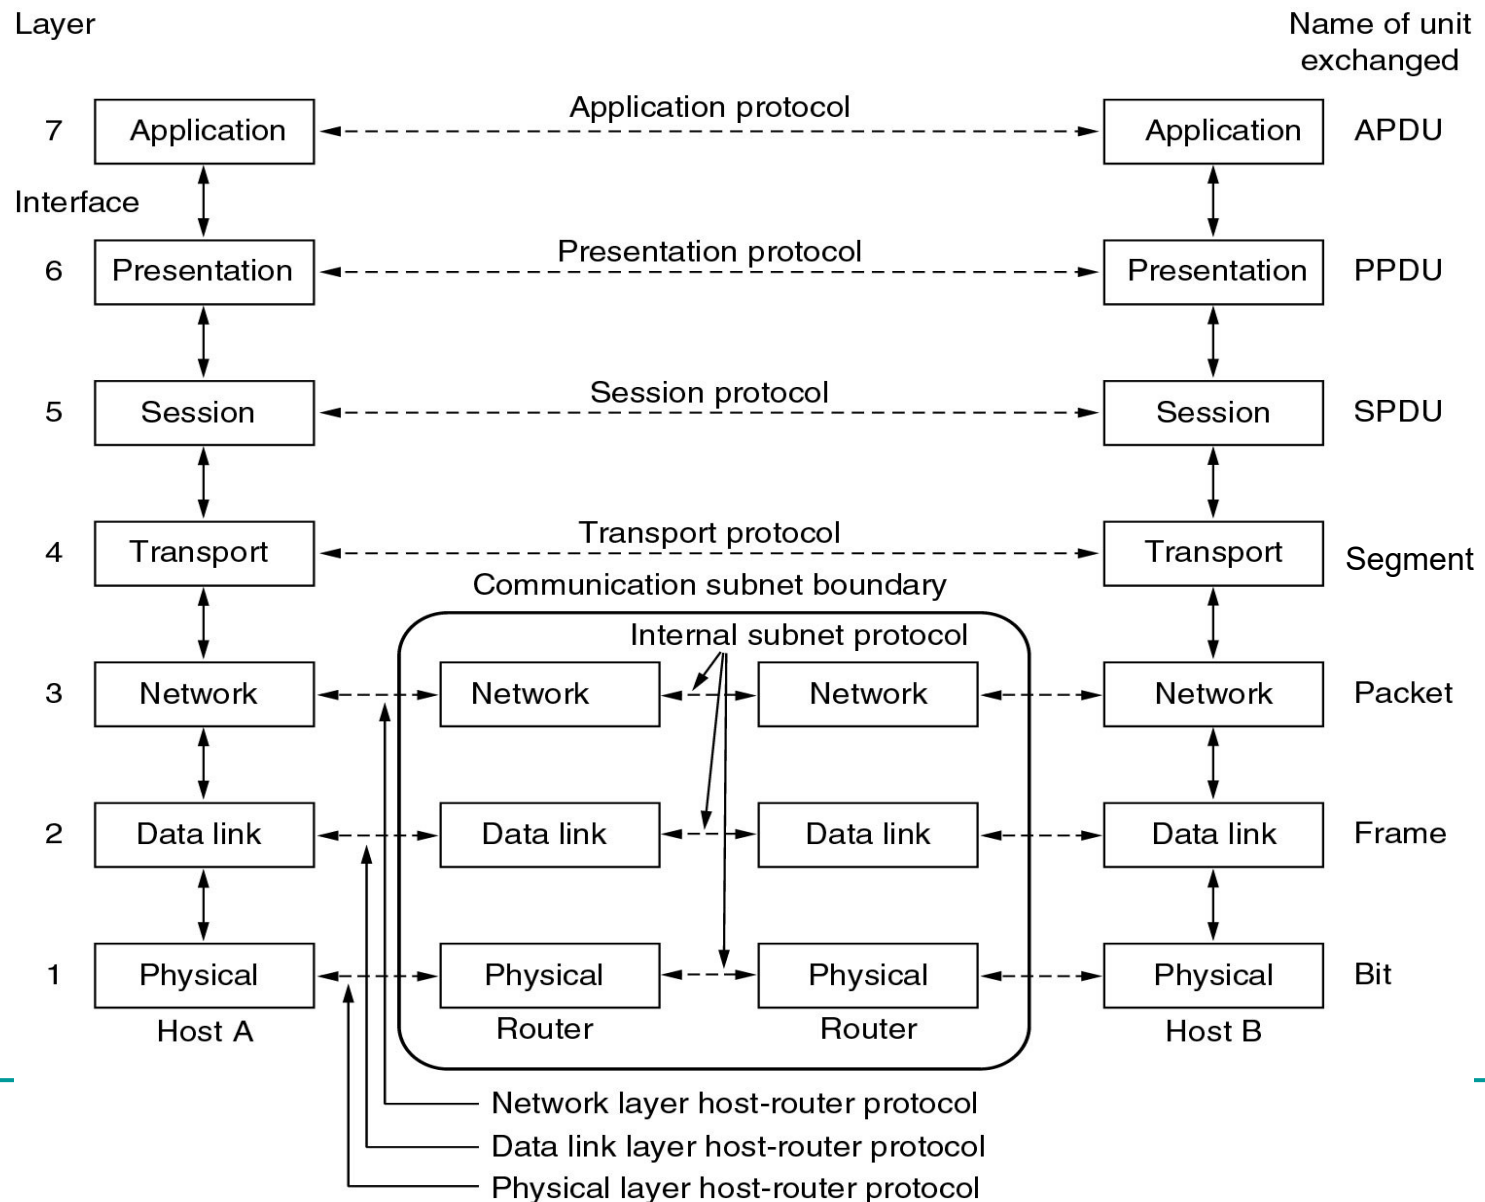 Layer
Name of unit
exchanged
Application protocol
7
Application
Application
APDU
Interface
Presentation protocol
6
Presentation
Presentation
PPDU
Session protocol
5
Session
Session
SPDU
Transport protocol
4
Transport
Transport
Segment
Communication subnet boundary
Internal subnet protocol
3
Network
Network
Network
Network
Packet
2
Data link
Data link
Data link
Data link
Frame
1
Physical
Physical
Physical
Physical
Bit
Host A
Router
Router
Host B
Network layer host-router protocol
Data link layer host-router protocol
Physical layer host-router protocol